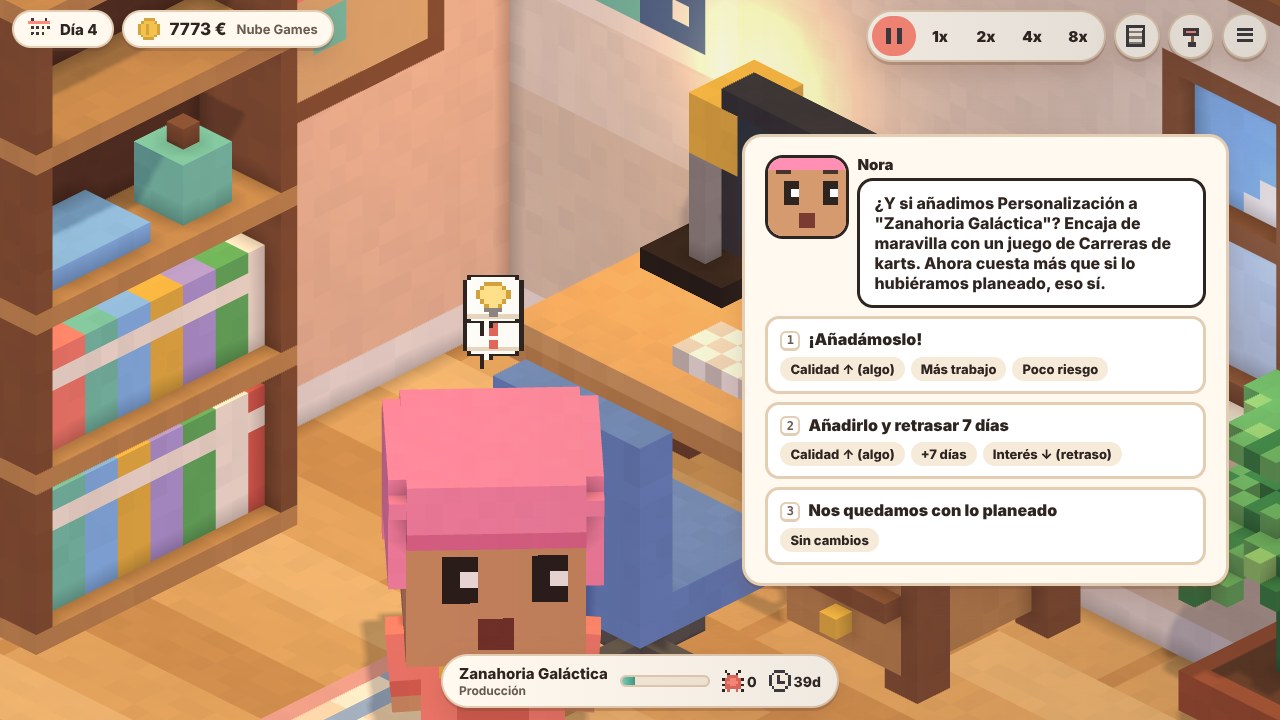 Día 4
7773 €
Nube Games
1x
2x
4x
8x
Nora
¿Y si añadimos Personalización a
"Zanahoria Galáctica"? Encaja de
maravilla con un juego de Carreras de
karts. Ahora cuesta más que si lo
hubiéramos planeado, eso sí.
1 ¡Añadámoslo!
Calidad ↑ (algo)
Más trabajo
Poco riesgo
2 Añadirlo y retrasar 7 días
Calidad ↑ (algo)
+7 días
Interés ↓ (retraso)
3 Nos quedamos con lo planeado
Sin cambios
Zanahoria Galáctica
Producción
0
39d